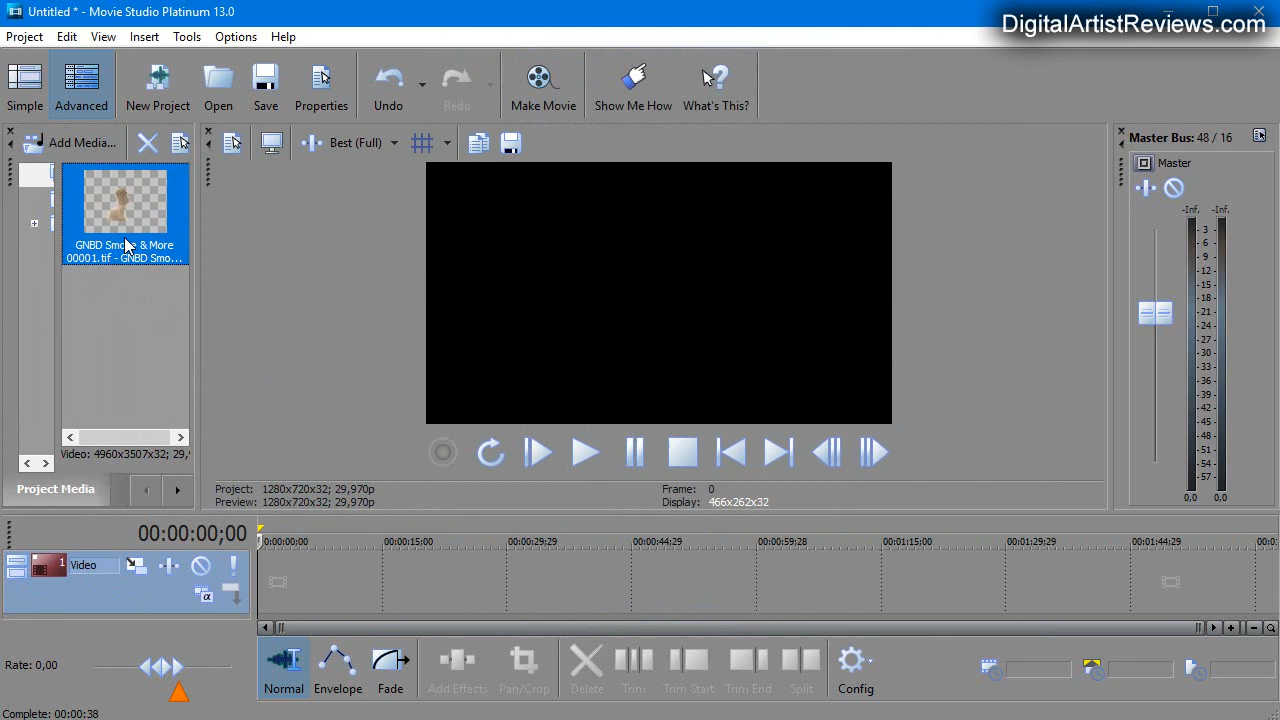 Untitled * - Movie Studio Platinum 13.0
DigitalArtistReviews.com
Project Edit View Insert Tools Options Help
Simple Advanced New Project Open Save Properties Undo Redo Make Movie Show Me How What's This?
Add Media... Best (Full) Master Bus: 48 / 16
Master
-Inf. -Inf.
GNBD Smoke & More
00001.tif - GNBD Smo...
3
6
9
12
15
18
21
24
27
30
33
36
39
42
45
48
51
54
57
0,0 0,0
Video: 4960x3507x32; 29,
Project Media
Project: 1280x720x32; 29,970p
Preview: 1280x720x32; 29,970p
Frame: 0
Display: 466x262x32
00:00:00;00
0:00:00;00 00:00:15;00 00:00:29;29 00:00:44;29 00:00:59;28 00:01:15;00 00:01:29;29 00:01:44;29 00:0
1 Video
α
Rate: 0,00
Normal Envelope Fade Add Effects Pan/Crop Delete Trim Trim Start Trim End Split Config
Complete: 00:00:38